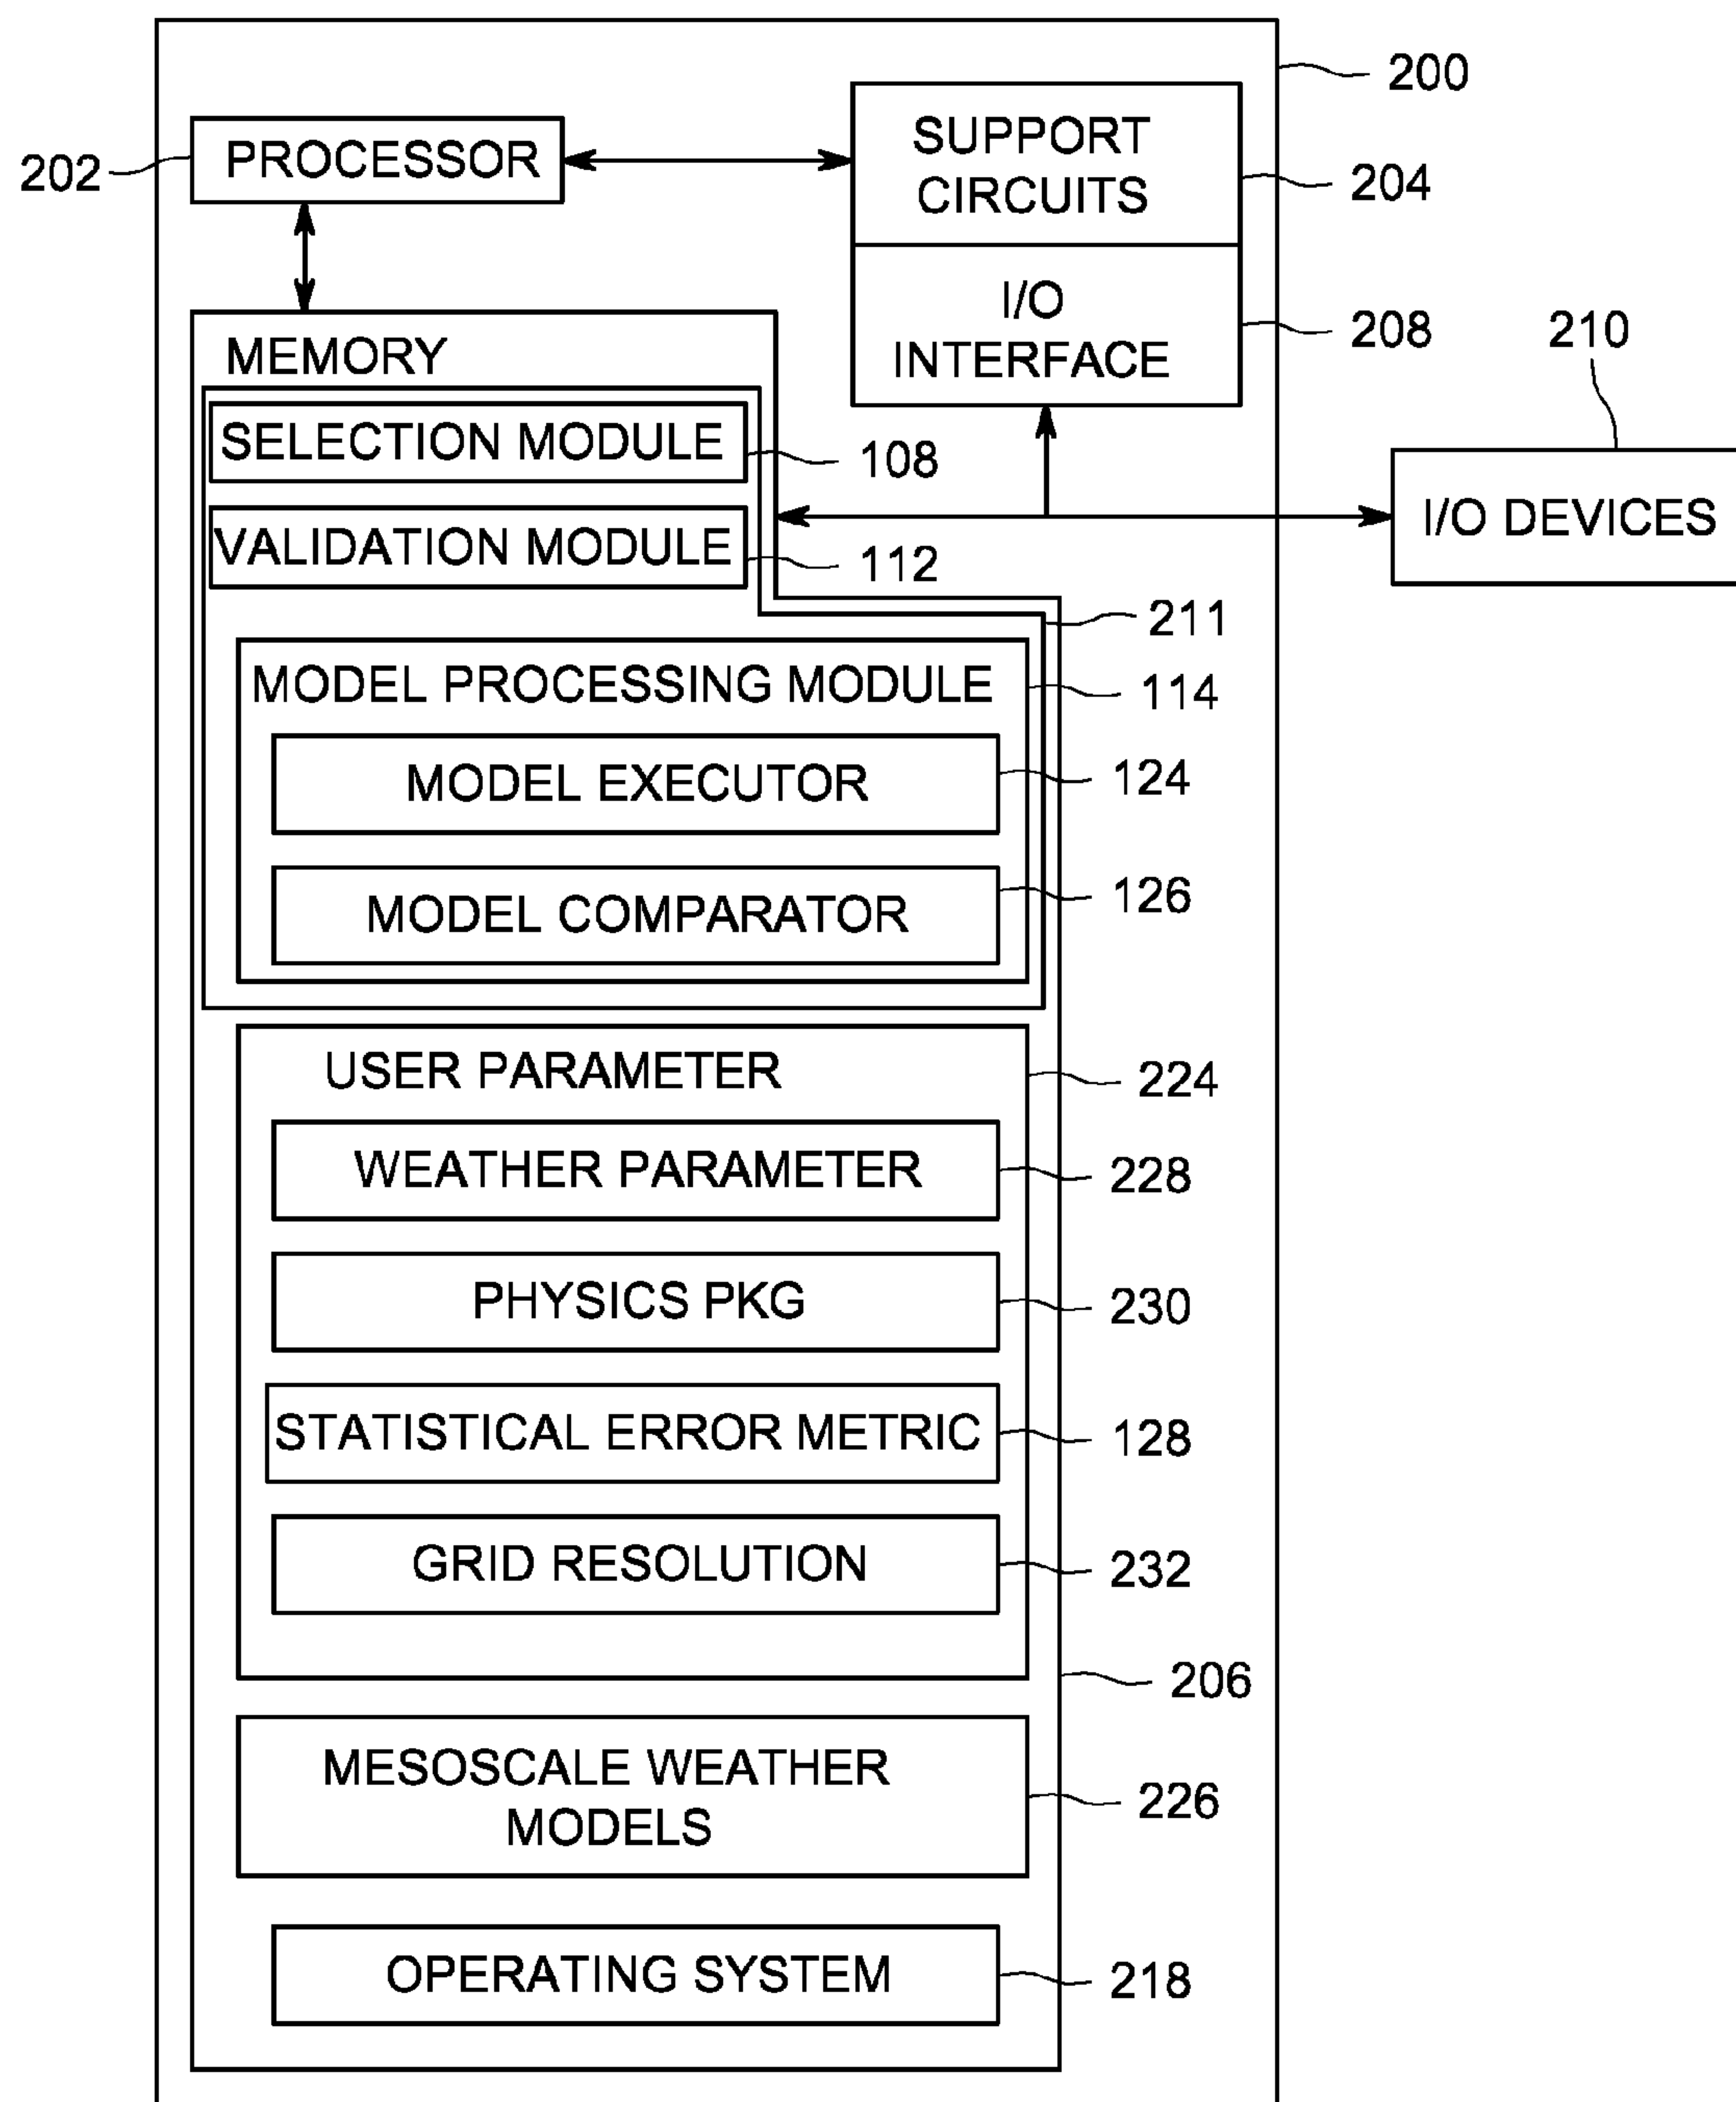 200
PROCESSOR
202
SUPPORT
CIRCUITS
204
I/O
INTERFACE
208
210
MEMORY
SELECTION MODULE
108
I/O DEVICES
VALIDATION MODULE
112
211
MODEL PROCESSING MODULE
114
MODEL EXECUTOR
124
MODEL COMPARATOR
126
USER PARAMETER
224
WEATHER PARAMETER
228
PHYSICS PKG
230
STATISTICAL ERROR METRIC
128
GRID RESOLUTION
232
206
MESOSCALE WEATHER
MODELS
226
OPERATING SYSTEM
218